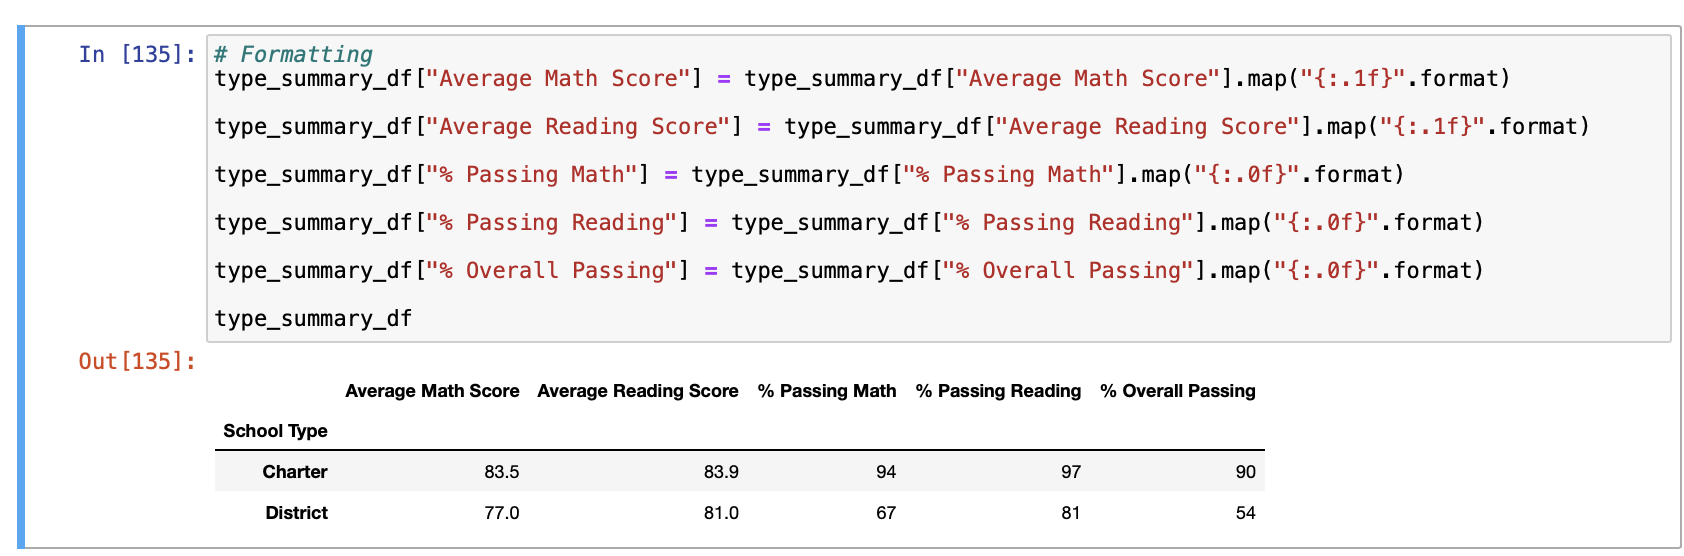 In [135]:
# Formatting
type_summary_df["Average Math Score"] = type_summary_df["Average Math Score"].map("{:.1f}".format)
type_summary_df["Average Reading Score"] = type_summary_df["Average Reading Score"].map("{:.1f}".format)
type_summary_df["% Passing Math"] = type_summary_df["% Passing Math"].map("{:.0f}".format)
type_summary_df["% Passing Reading"] = type_summary_df["% Passing Reading"].map("{:.0f}".format)
type_summary_df["% Overall Passing"] = type_summary_df["% Overall Passing"].map("{:.0f}".format)
type_summary_df
Out[135]:
Average Math Score Average Reading Score % Passing Math % Passing Reading % Overall Passing
School Type
Charter 83.5 83.9 94 97 90
District 77.0 81.0 67 81 54